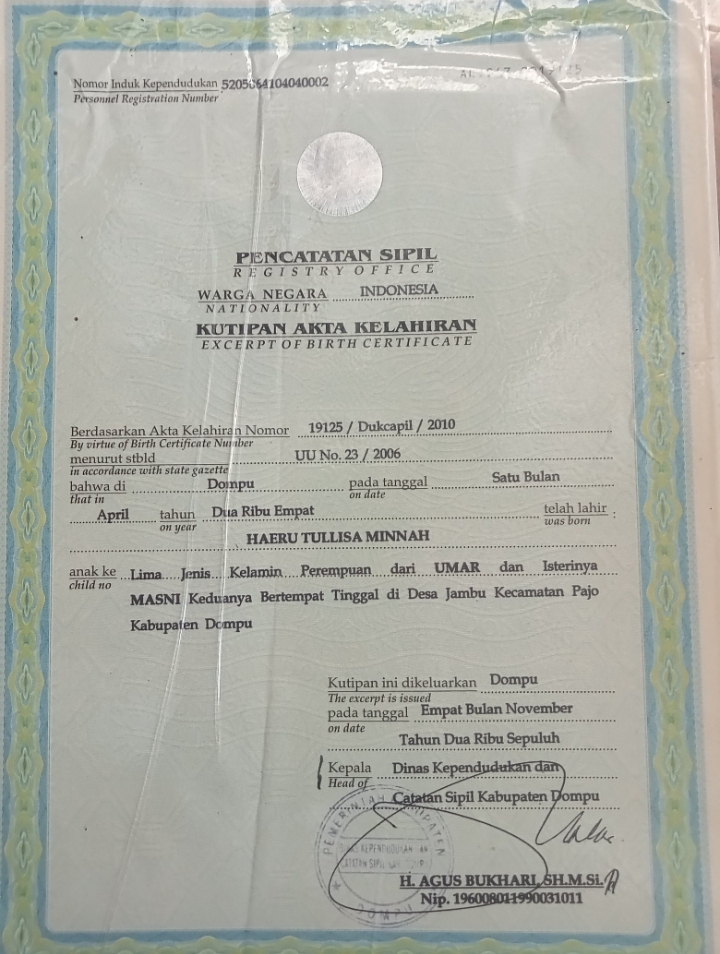 Nomor Induk Kependudukan 5205064104040002
Personnel Registration Number
PENCATATAN SIPIL
REGISTRY OFFICE
WARGA NEGARA INDONESIA
NATIONALITY
KUTIPAN AKTA KELAHIRAN
EXCERPT OF BIRTH CERTIFICATE
Berdasarkan Akta Kelahiran Nomor 19125 / Dukcapil / 2010
By virtue of Birth Certificate Number
menurut stbld UU No. 23 / 2006
in accordance with state gazette
bahwa di Dompu pada tanggal Satu Bulan
that in on date
April tahun Dua Ribu Empat telah lahir :
on year was born
HAERU TULLISA MINNAH
anak ke Lima Jenis Kelamin Perempuan dari UMAR dan Isterinya
child no
MASNI Keduanya Bertempat Tinggal di Desa Jambu Kecamatan Pajo
Kabupaten Dompu
Kutipan ini dikeluarkan Dompu
The excerpt is issued
pada tanggal Empat Bulan November
on date
Tahun Dua Ribu Sepuluh
Kepala Dinas Kependudukan dan
Head of
Catatan Sipil Kabupaten Dompu
PEMERINTAH KABUPATEN
DOMPU
H. AGUS BUKHARI, SH.M.Si.
Nip. 196008011990031011